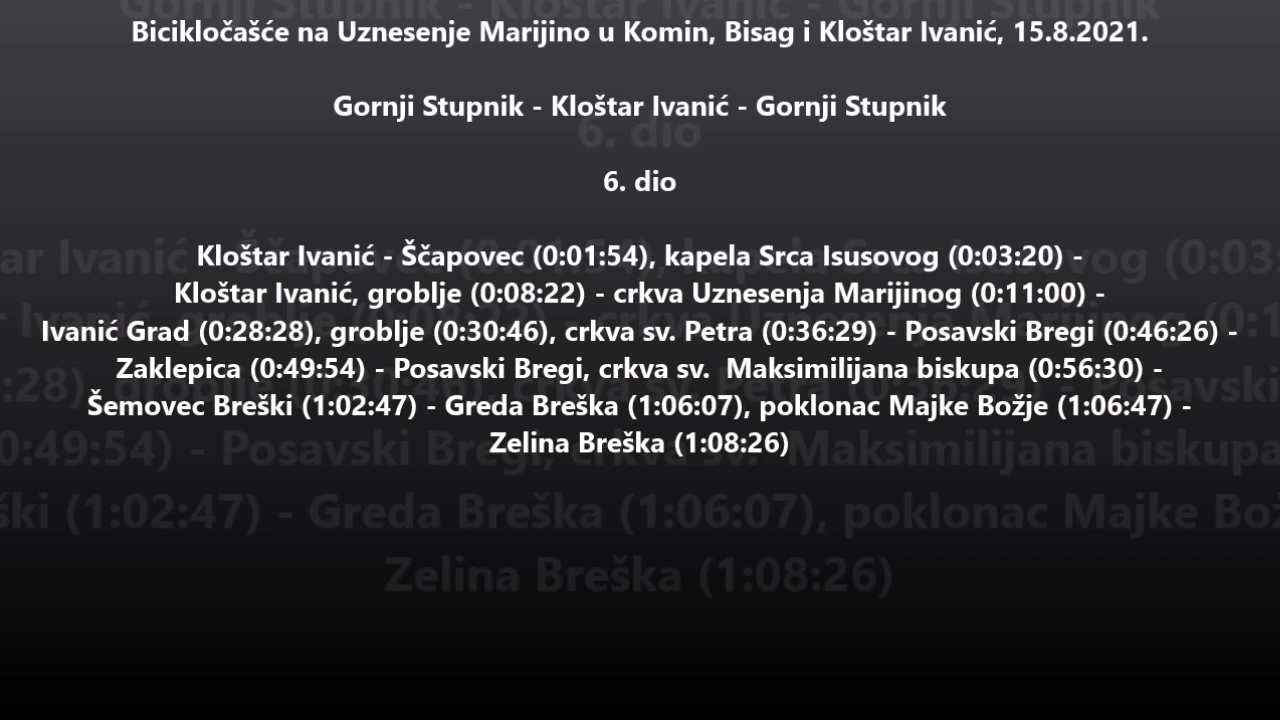 Bicikločašće na Uznesenje Marijino u Komin, Bisag i Kloštar Ivanić, 15.8.2021.
Gornji Stupnik - Kloštar Ivanić - Gornji Stupnik
6. dio
Kloštar Ivanić - Ščapovec (0:01:54), kapela Srca Isusovog (0:03:20) -
Kloštar Ivanić, groblje (0:08:22) - crkva Uznesenja Marijinog (0:11:00) -
Ivanić Grad (0:28:28), groblje (0:30:46), crkva sv. Petra (0:36:29) - Posavski Bregi (0:46:26) -
Zaklepica (0:49:54) - Posavski Bregi, crkva sv.  Maksimilijana biskupa (0:56:30) -
Šemovec Breški (1:02:47) - Greda Breška (1:06:07), poklonac Majke Božje (1:06:47) -
Zelina Breška (1:08:26)